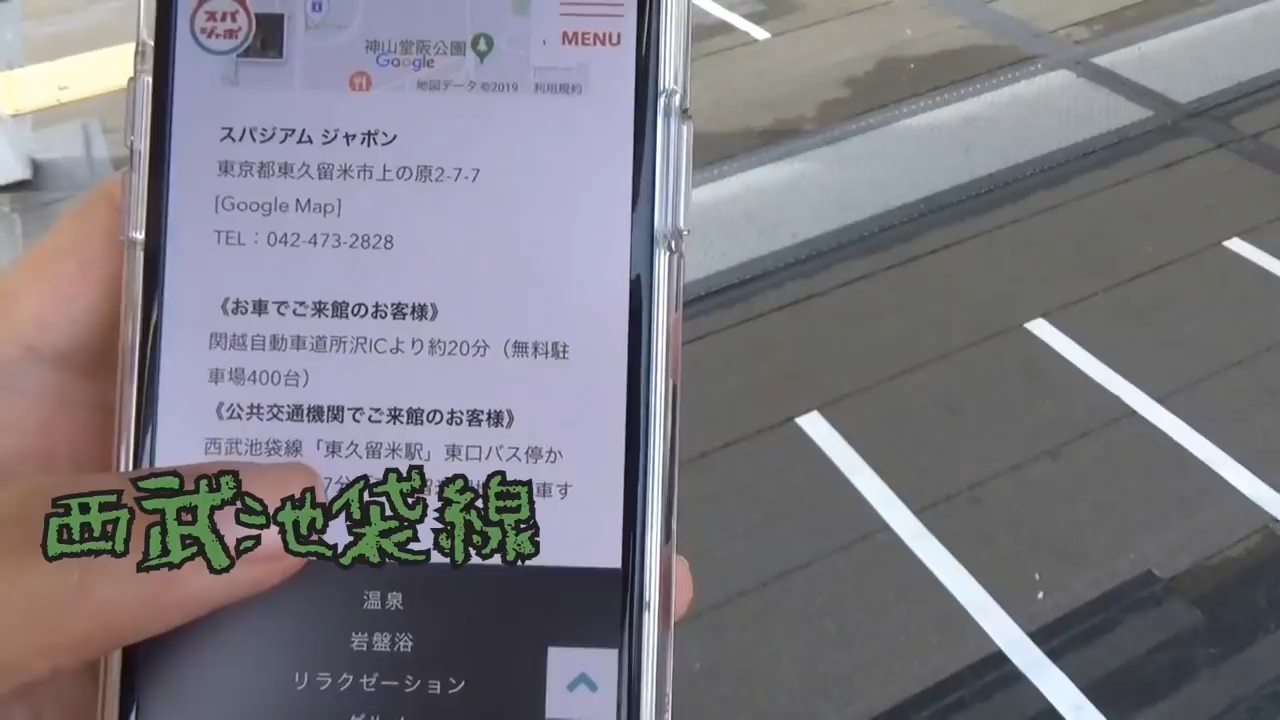 スパ
ジャポ
神山堂阪公園
Google
MENU
地図データ ©2019
利用規約
スパジアム ジャポン
東京都東久留米市上の原2-7-7
[Google Map]
TEL：042-473-2828
《お車でご来館のお客様》
関越自動車道所沢ICより約20分（無料駐
車場400台）
《公共交通機関でご来館のお客様》
西武池袋線「東久留米駅」東口バス停か
7分
車す
西武池袋線
温泉
岩盤浴
リラクゼーション